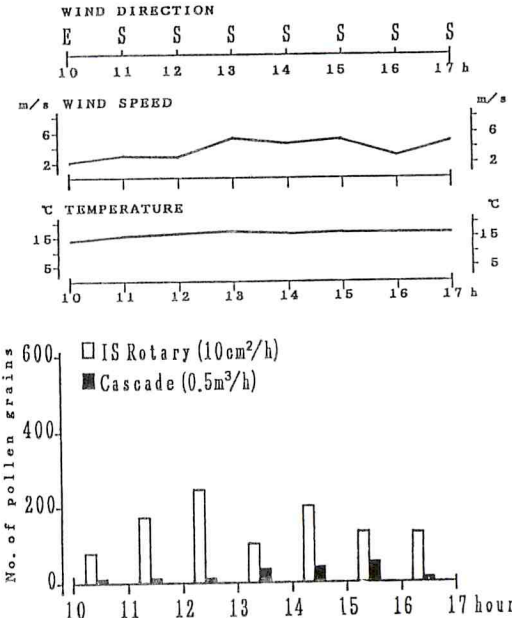 WIND DIRECTION
E S S S S S S S
10 11 12 13 14 15 16 17 h
m/s WIND SPEED m/s
6 6
2 2
℃ TEMPERATURE ℃
15 15
5 5
10 11 12 13 14 15 16 17 h
No. of pollen grains
600
IS Rotary (10cm²/h)
Cascade (0.5m³/h)
400
200
0
10 11 12 13 14 15 16 17 hour